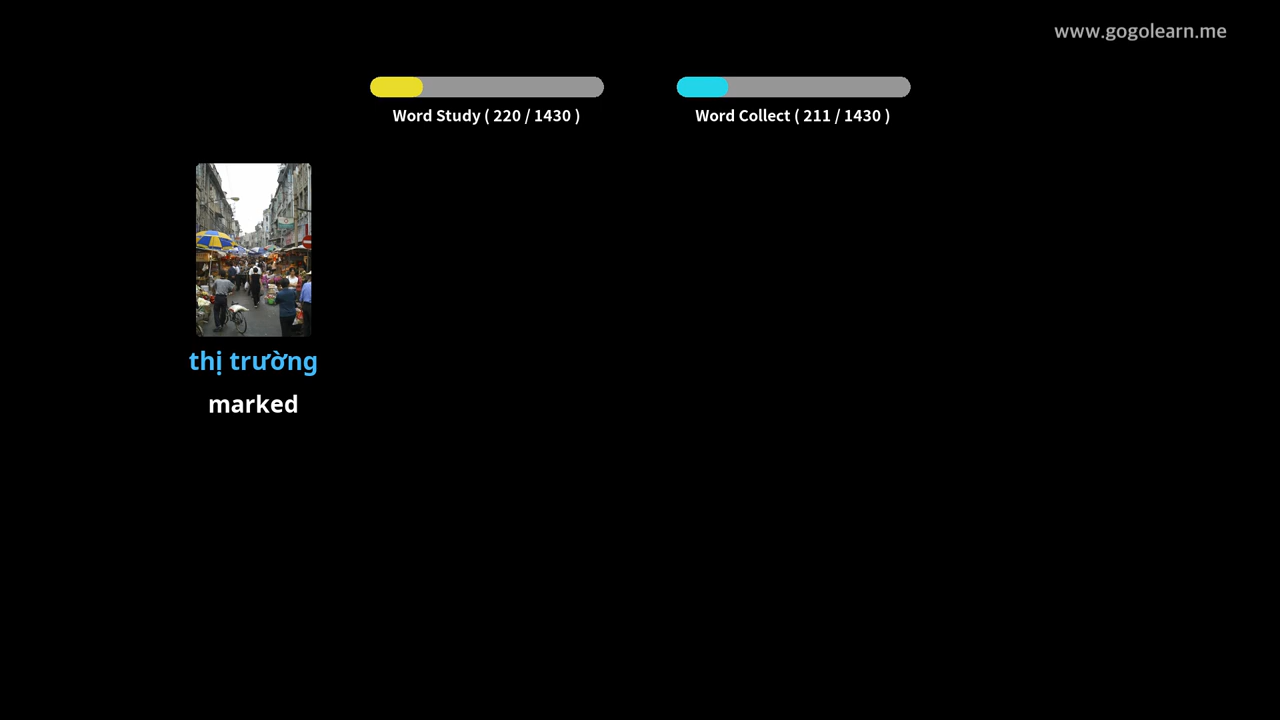 www.gogolearn.me
Word Study ( 220 / 1430 )
Word Collect ( 211 / 1430 )
thị trường
marked